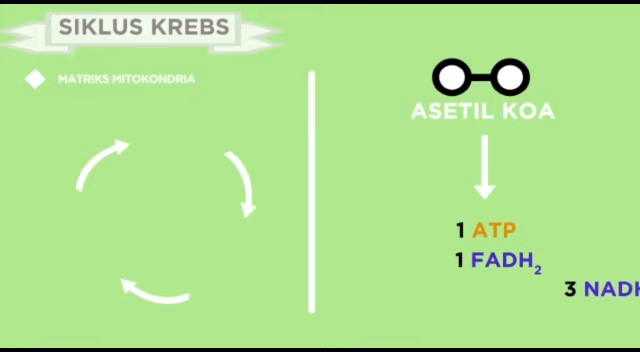 SIKLUS KREBS
MATRIKS MITOKONDRIA
ASETIL KOA
1 ATP
1 FADH₂
3 NADH